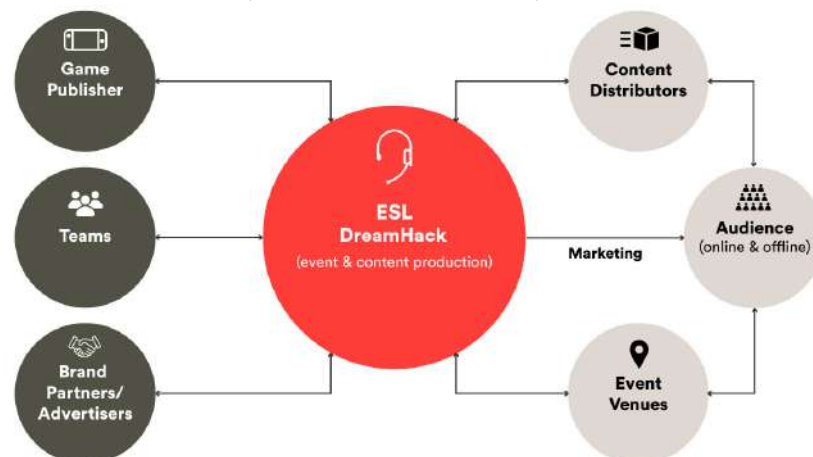 Game
Publisher
Teams
Brand
Partners/
Advertisers
ESL
DreamHack
(event & content production)
Marketing
Content
Distributors
Audience
(online & offline)
Event
Venues